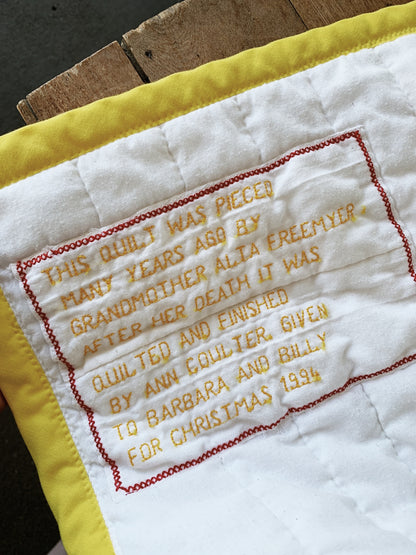 THIS QUILT WAS PIECED
MANY YEARS AGO BY
GRANDMOTHER ALTA FREEMYER.
AFTER HER DEATH IT WAS
QUILTED AND FINISHED
BY ANN COULTER. GIVEN
TO BARBARA AND BILLY
FOR CHRISTMAS 1994